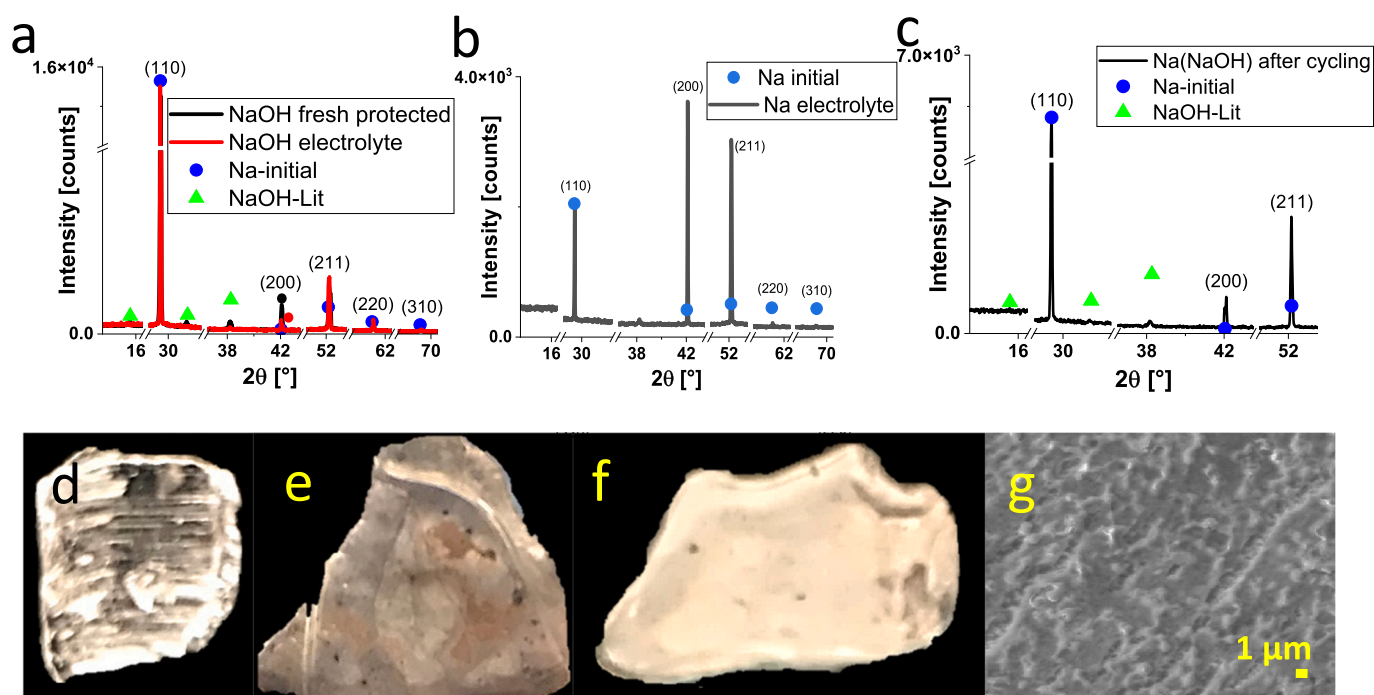 a
1.6×10⁴
(110)
NaOH fresh protected
NaOH electrolyte
Na-initial
NaOH-Lit
(200)
(211)
(220)
(310)
0.0
16
30
38
42
52
62
70
Intensity [counts]
2θ [°]
b
4.0×10³
(200)
Na initial
Na electrolyte
(211)
(110)
(220)
(310)
0.0
16
30
38
42
52
62
70
Intensity [counts]
2θ [°]
c
7.0×10³
Na(NaOH) after cycling
Na-initial
NaOH-Lit
(110)
(211)
(200)
0.0
16
30
38
42
52
Intensity [counts]
2θ [°]
d
e
f
g
1 µm